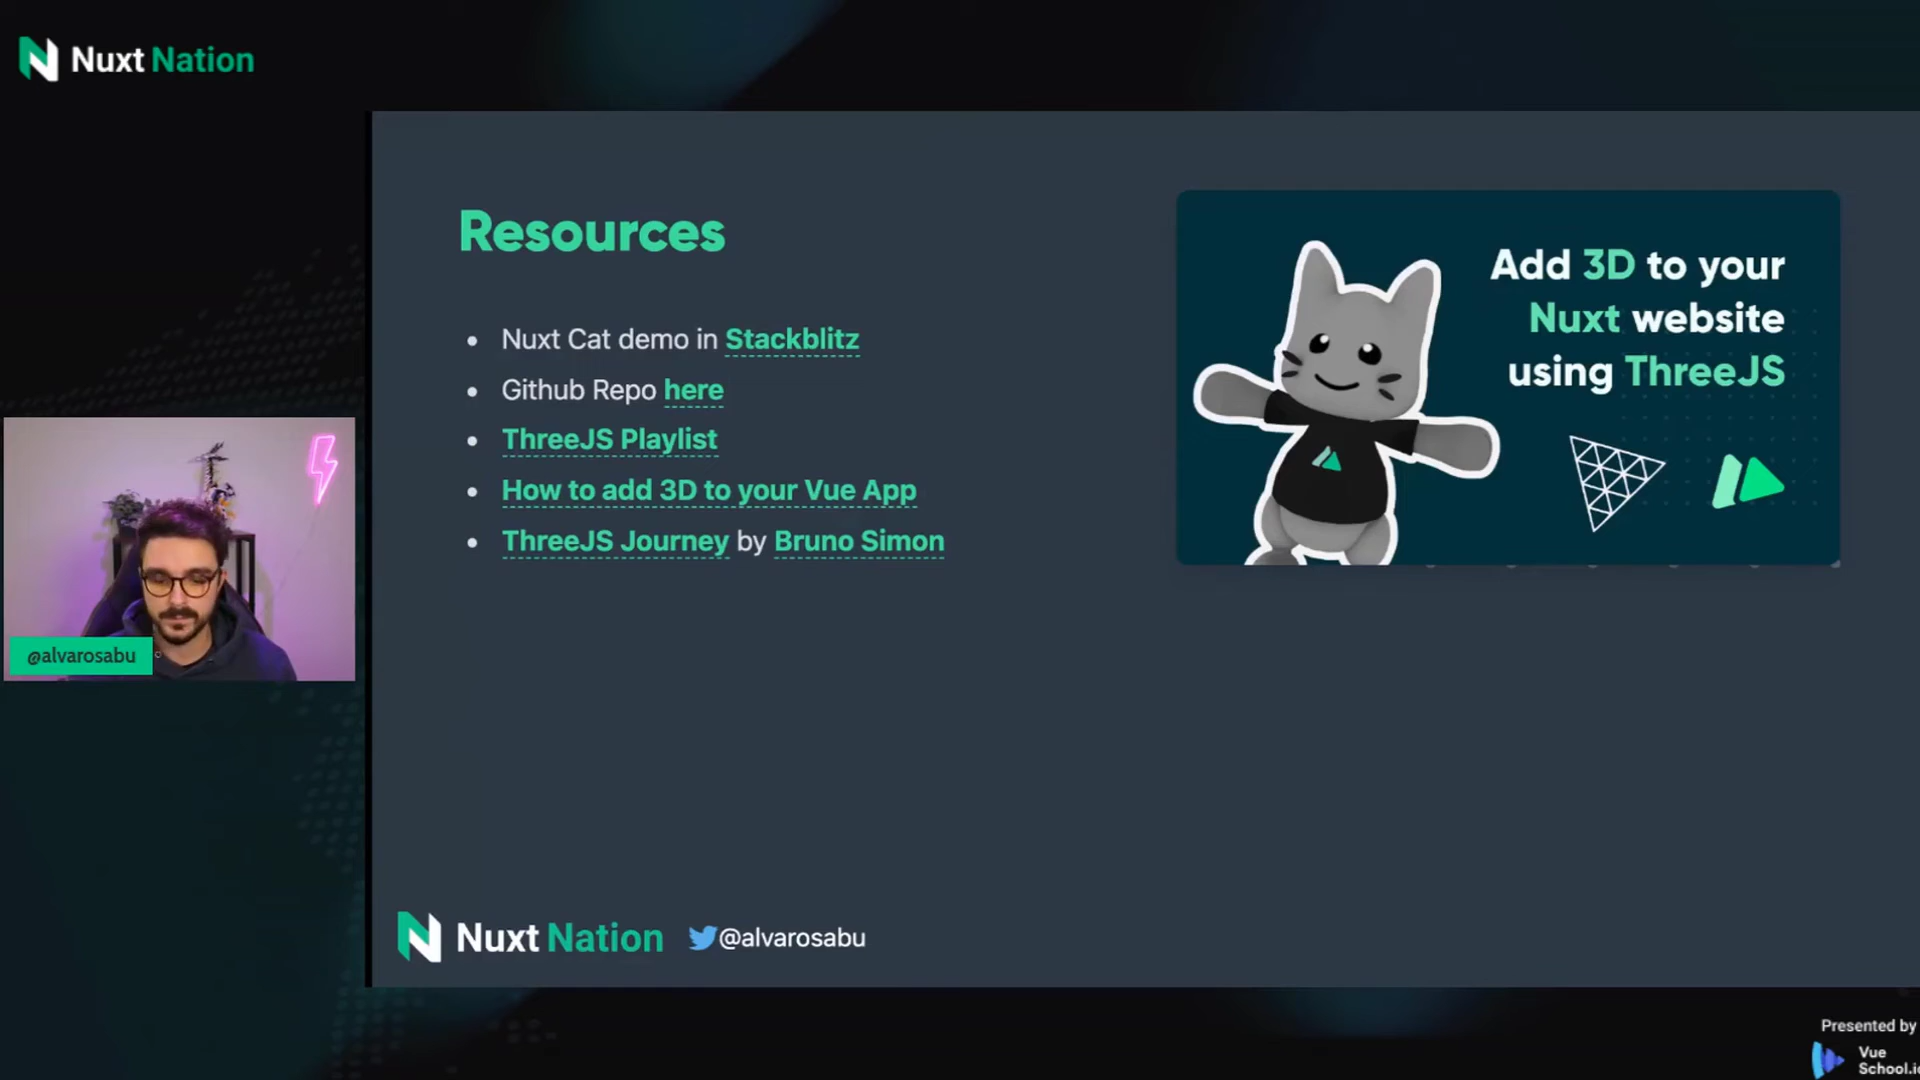 Nuxt Nation
Resources
Nuxt Cat demo in Stackblitz
Github Repo here
ThreeJS Playlist
How to add 3D to your Vue App
ThreeJS Journey by Bruno Simon
Add 3D to your
Nuxt website
using ThreeJS
@alvarosabu
Nuxt Nation
@alvarosabu
Presented by
Vue
School.io